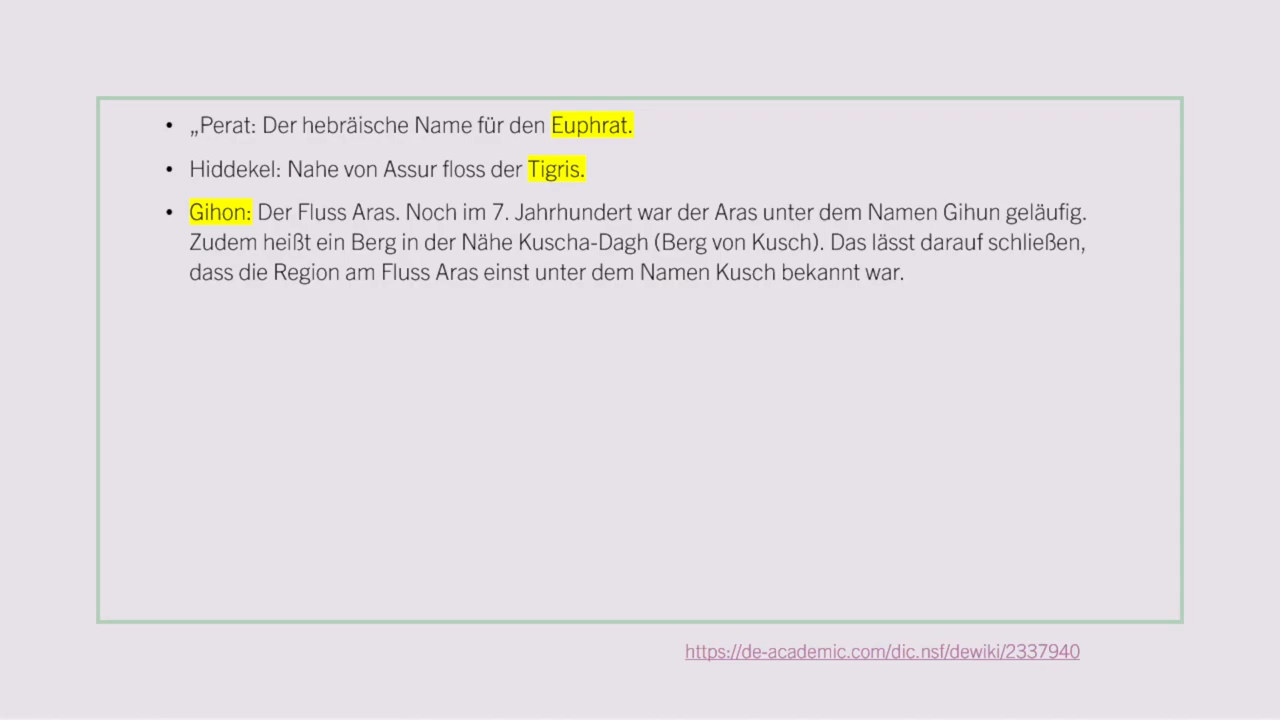 • „Perat: Der hebräische Name für den Euphrat.
• Hiddekel: Nahe von Assur floss der Tigris.
• Gihon: Der Fluss Aras. Noch im 7. Jahrhundert war der Aras unter dem Namen Gihun geläufig.
Zudem heißt ein Berg in der Nähe Kuscha-Dagh (Berg von Kusch). Das lässt darauf schließen,
dass die Region am Fluss Aras einst unter dem Namen Kusch bekannt war.
https://de-academic.com/dic.nsf/dewiki/2337940